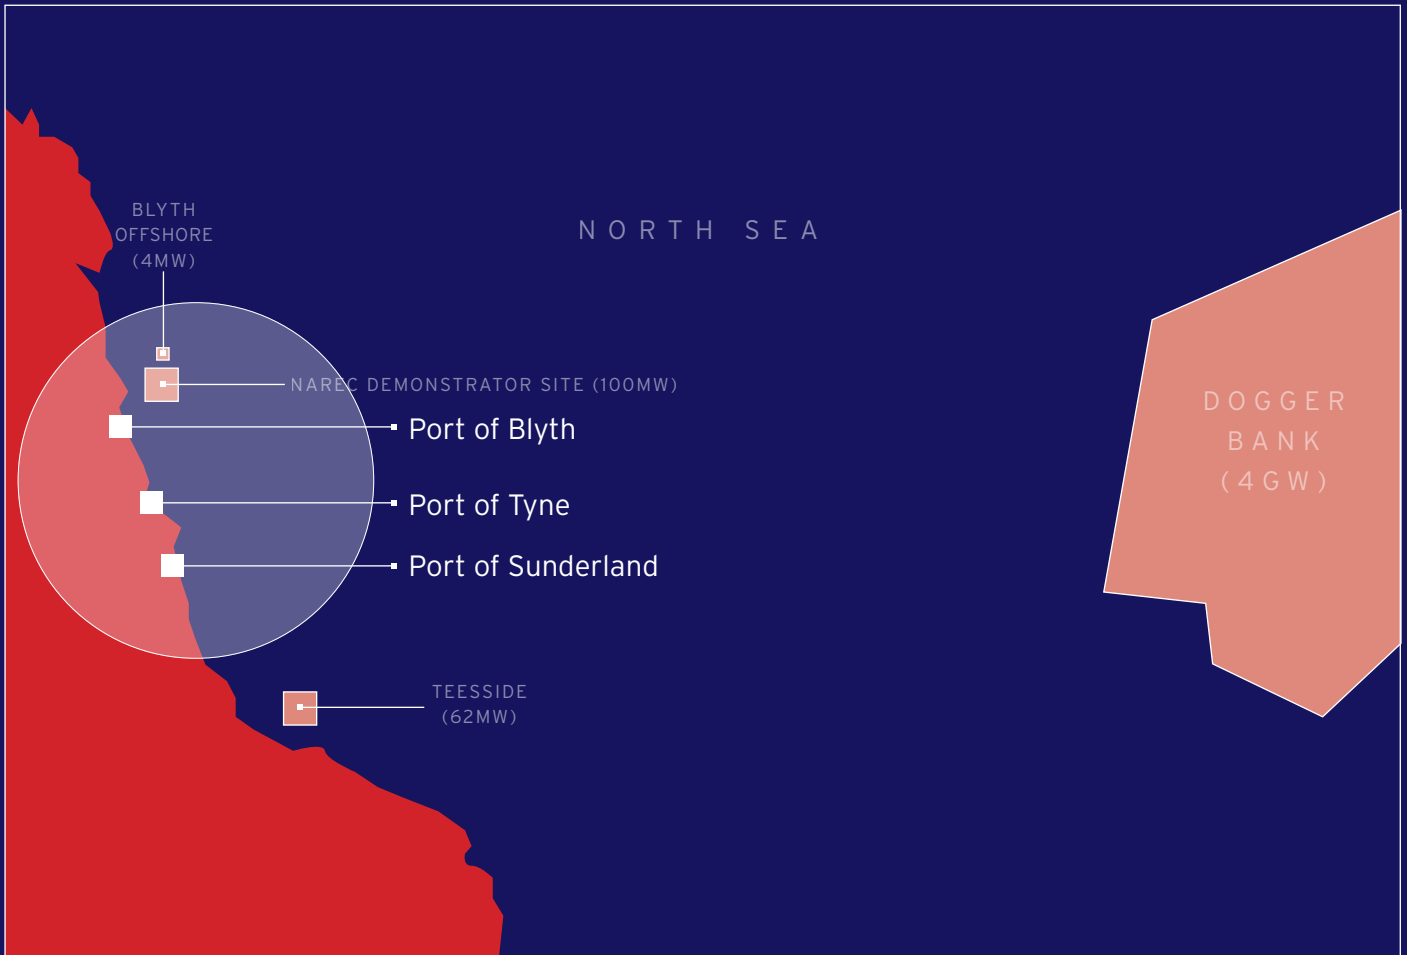 BLYTH
OFFSHORE
(4MW)
NORTH SEA
NAREC DEMONSTRATOR SITE (100MW)
Port of Blyth
Port of Tyne
Port of Sunderland
TEESSIDE
(62MW)
DOGGER
BANK
(4GW)